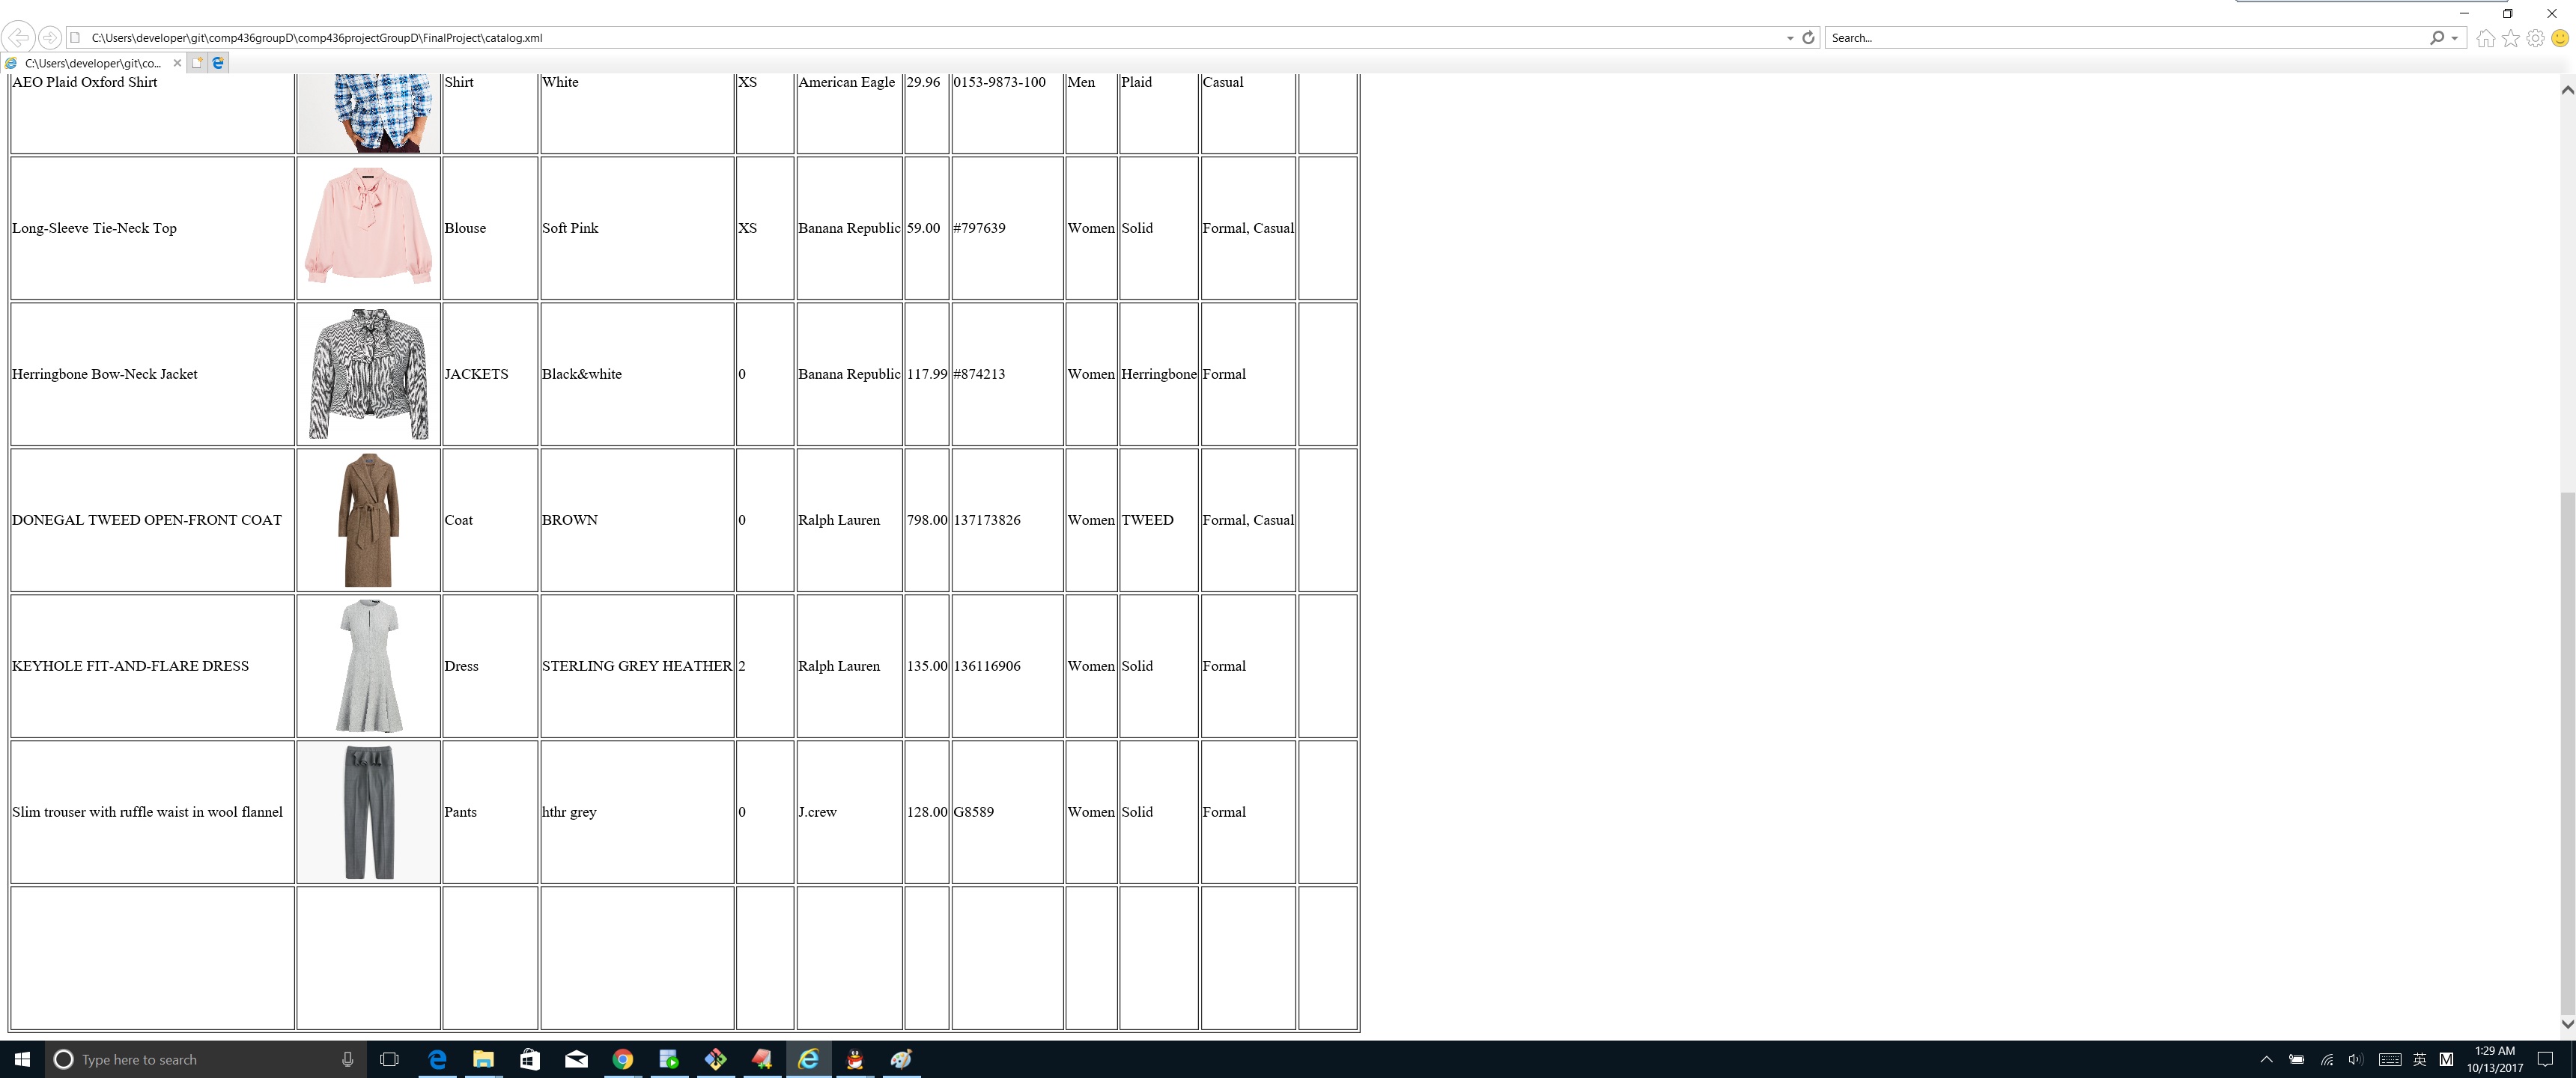 C:\Users\developer\git\comp436groupD\comp436projectGroupD\FinalProject\catalog.xml
Search...
C:\Users\developer\git\co...
AEO Plaid Oxford Shirt Shirt White XS American Eagle 29.96 0153-9873-100 Men Plaid Casual
Long-Sleeve Tie-Neck Top Blouse Soft Pink XS Banana Republic 59.00 #797639 Women Solid Formal, Casual
Herringbone Bow-Neck Jacket JACKETS Black&white 0 Banana Republic 117.99 #874213 Women Herringbone Formal
DONEGAL TWEED OPEN-FRONT COAT Coat BROWN 0 Ralph Lauren 798.00 137173826 Women TWEED Formal, Casual
KEYHOLE FIT-AND-FLARE DRESS Dress STERLING GREY HEATHER 2 Ralph Lauren 135.00 136116906 Women Solid Formal
Slim trouser with ruffle waist in wool flannel Pants hthr grey 0 J.crew 128.00 G8589 Women Solid Formal
Type here to search
英
M
1:29 AM
10/13/2017